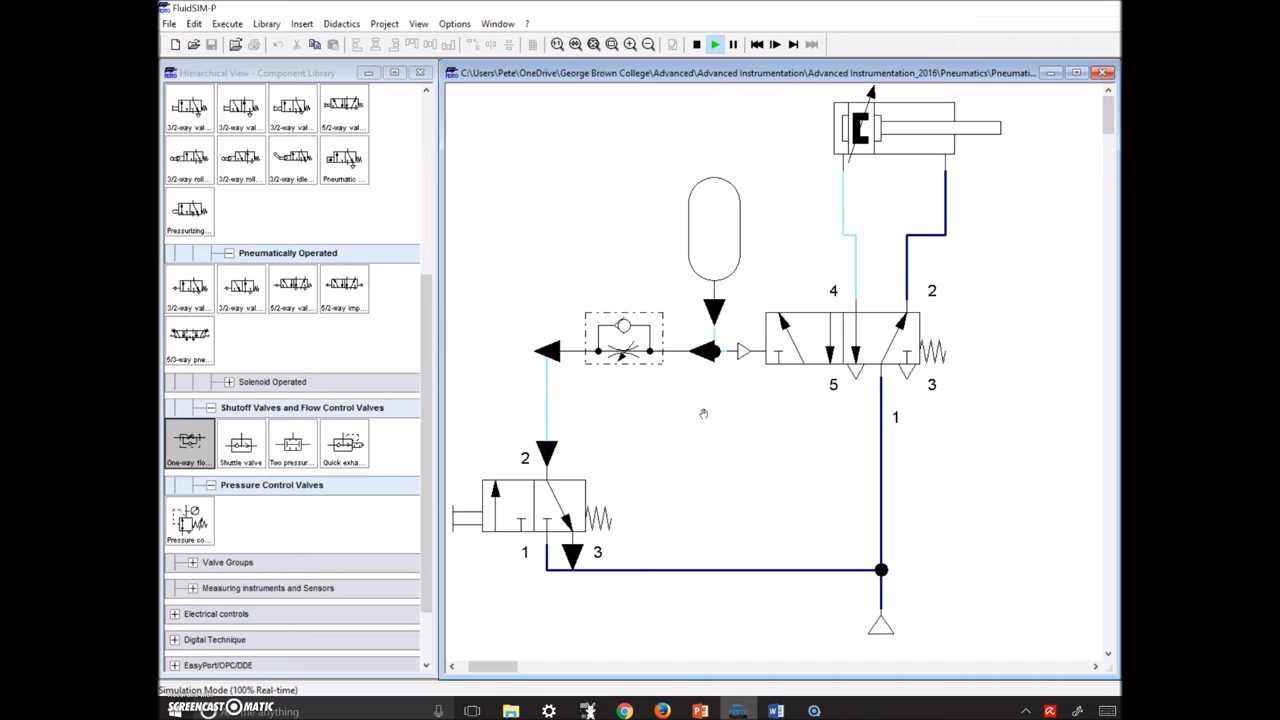 FluidSIM-P
File Edit Execute Library Insert Didactics Project View Options Window ?
Hierarchical View - Component Library
C:\Users\Pete\OneDrive\George Brown College\Advanced\Advanced Instrumentation\Advanced Instrumentation_2016\Pneumatics\Pneumati...
3/2-way val... 3/2-way val... 3/2-way val... 5/2-way val...
3/2-way roll... 3/2-way roll... 3/2-way idle... Pneumatic ...
Pressurizing...
Pneumatically Operated
3/2-way val... 3/2-way val... 5/2-way val... 5/2-way imp...
5/3-way pne...
Solenoid Operated
Shutoff Valves and Flow Control Valves
One-way flo... Shuttle valve Two pressur... Quick exha...
Pressure Control Valves
Pressure co...
Valve Groups
Measuring instruments and Sensors
Electrical controls
Digital Technique
EasyPort/OPC/DDE
4 2
5 3
1
2
1 3
Simulation Mode (100% Real-time)
SCREENCAST MATIC
anything